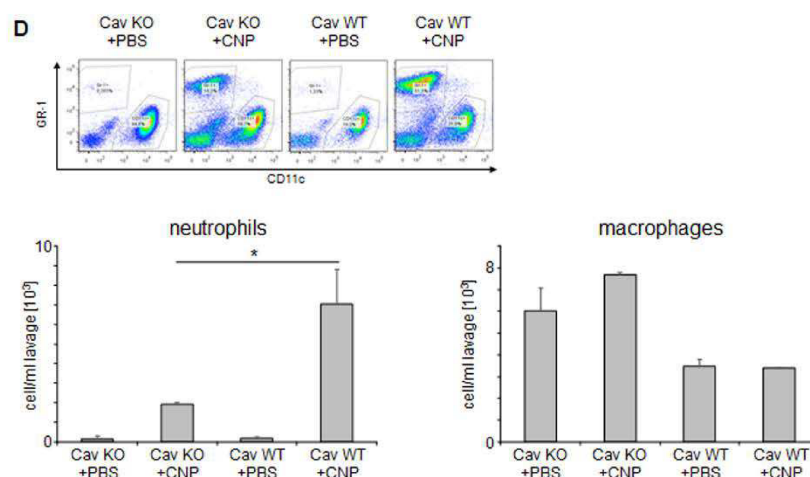 D
Cav KO
+PBS
Cav KO
+CNP
Cav WT
+PBS
Cav WT
+CNP
GR-1
CD11c
neutrophils
*
10
0
cell/ml lavage [10³]
Cav KO
+PBS
Cav KO
+CNP
Cav WT
+PBS
Cav WT
+CNP
macrophages
8
0
cell/ml lavage [10³]
Cav KO
+PBS
Cav KO
+CNP
Cav WT
+PBS
Cav WT
+CNP